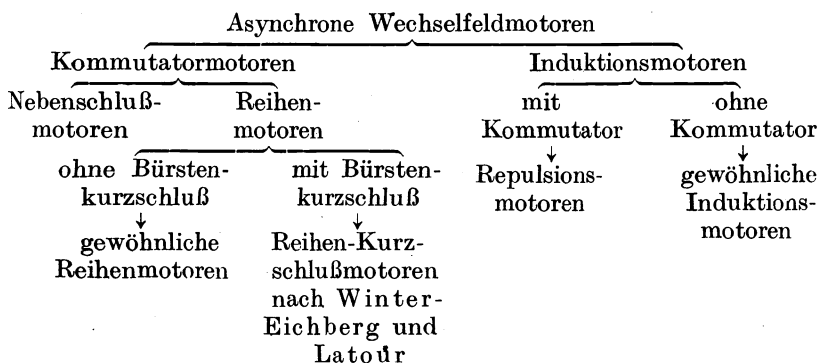 Asynchrone Wechselfeldmotoren
Kommutatormotoren
Induktionsmotoren
Nebenschluß-
motoren
Reihen-
motoren
mit
Kommutator
ohne
Kommutator
ohne Bürsten-
kurzschluß
mit Bürsten-
kurzschluß
Repulsions-
motoren
gewöhnliche
Induktions-
motoren
gewöhnliche
Reihenmotoren
Reihen-Kurz-
schlußmotoren
nach Winter-
Eichberg und
Latour